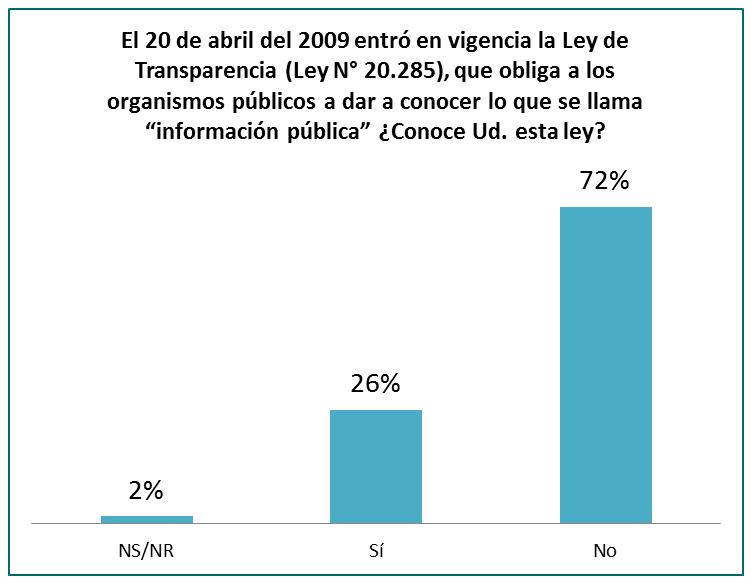 El 20 de abril del 2009 entró en vigencia la Ley de
Transparencia (Ley N° 20.285), que obliga a los
organismos públicos a dar a conocer lo que se llama
“información pública” ¿Conoce Ud. esta ley?
72%
26%
2%
NS/NR
Sí
No